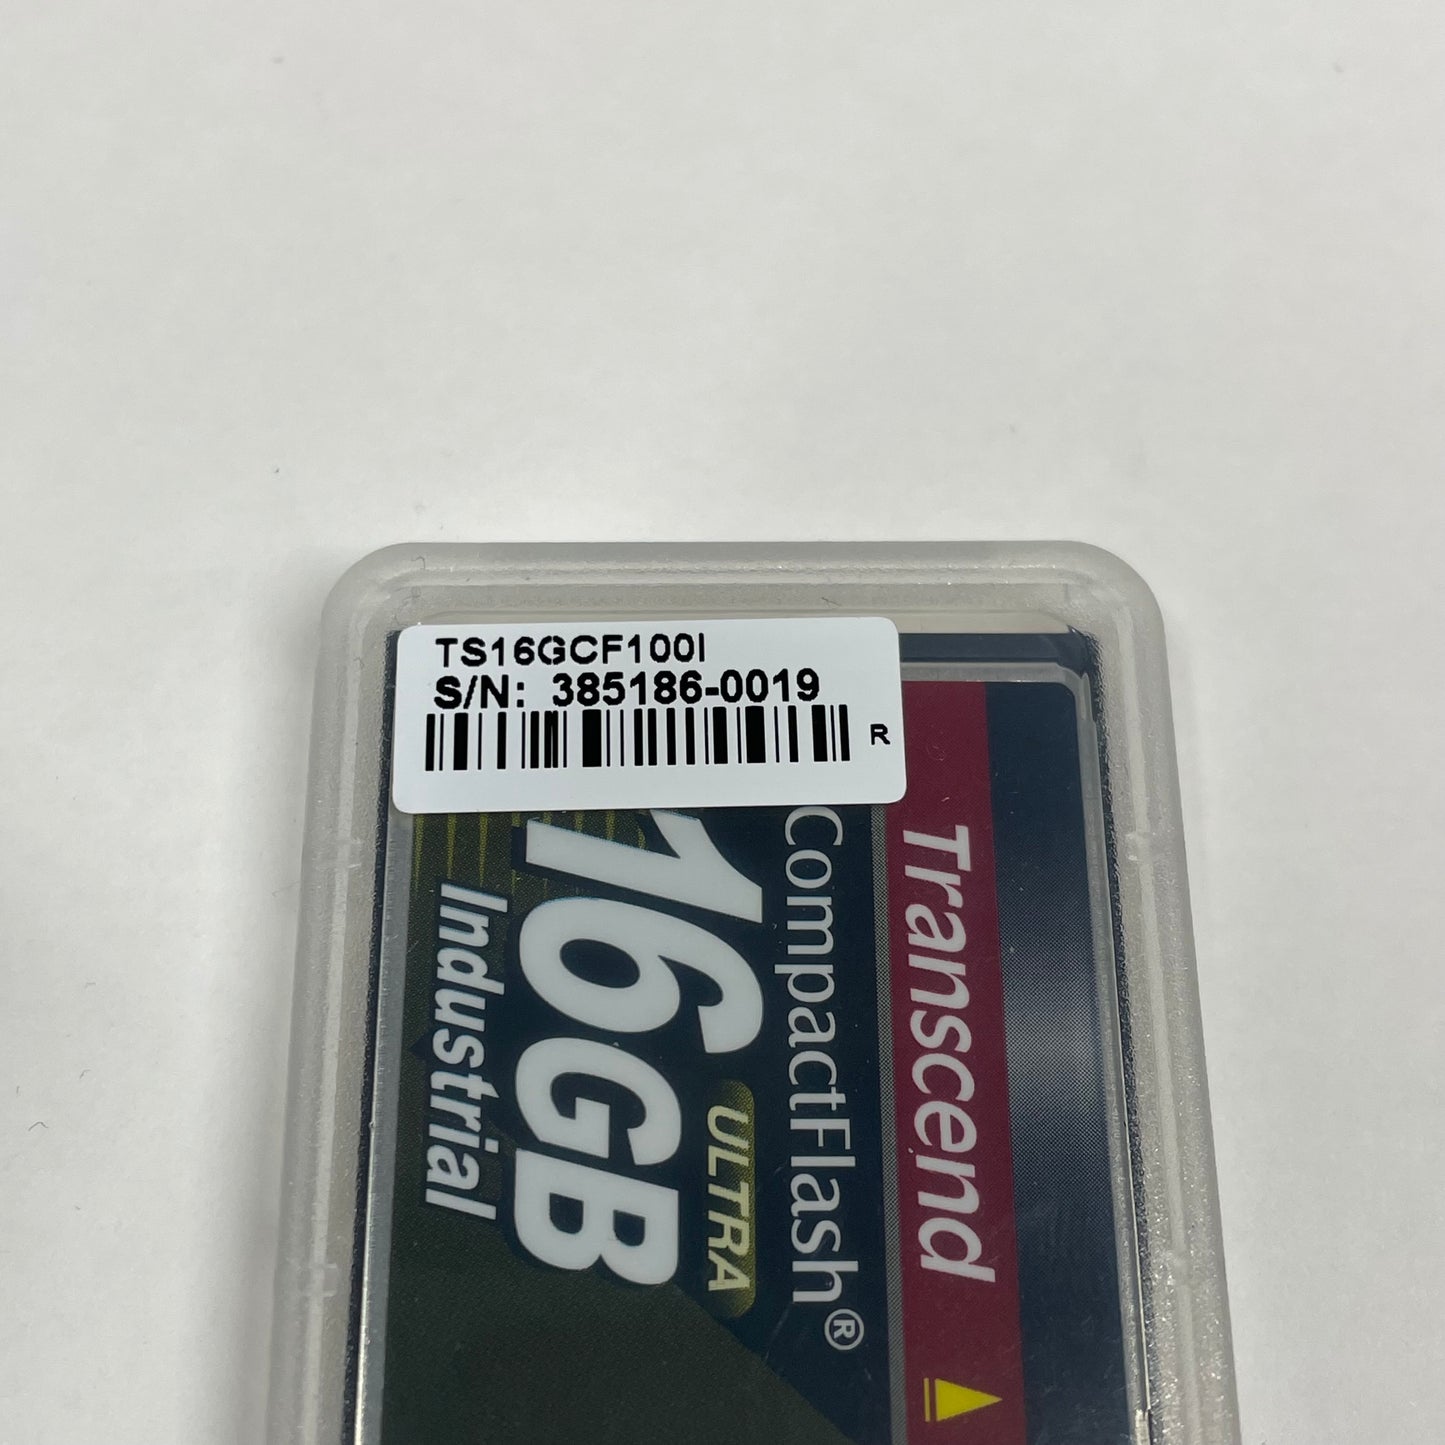 TS16GCF100I
S/N: 385186-0019
R
Transcend
CompactFlash®
ULTRA
16GB
Industrial